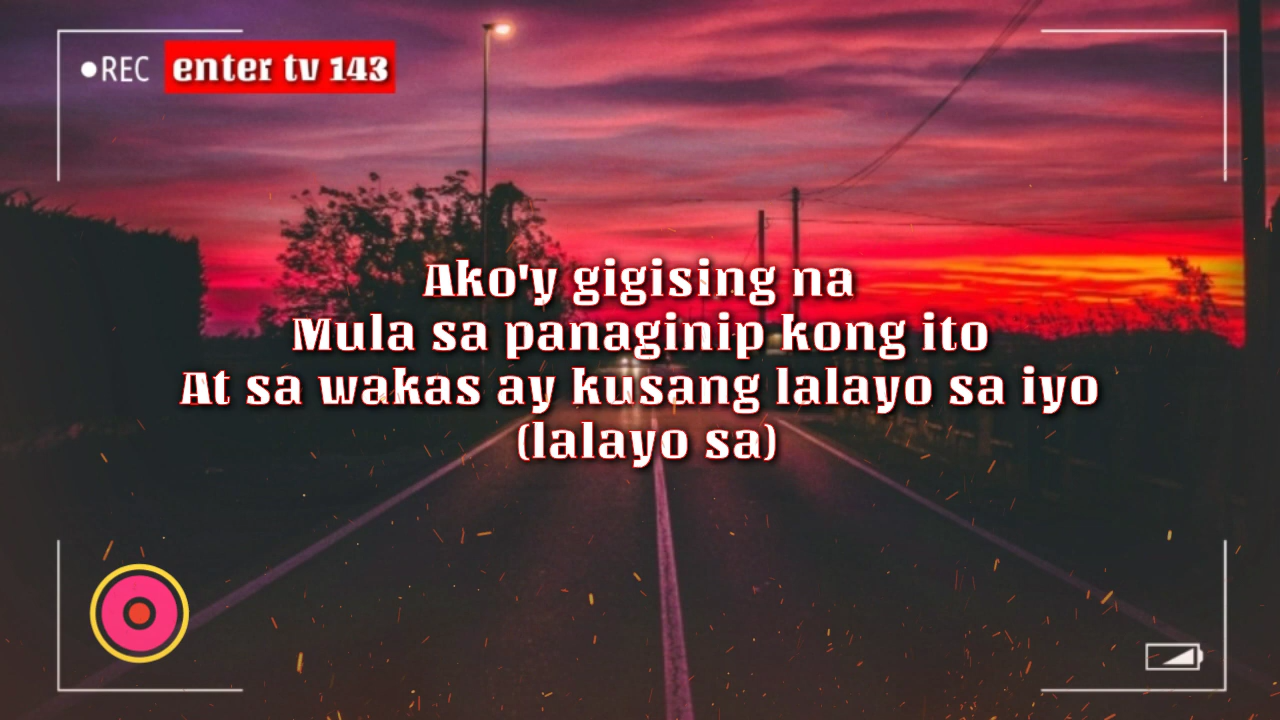 REC enter tv 143
Ako'y gigising na
Mula sa panaginip kong ito
At sa wakas ay kusang lalayo sa iyo
(lalayo sa)